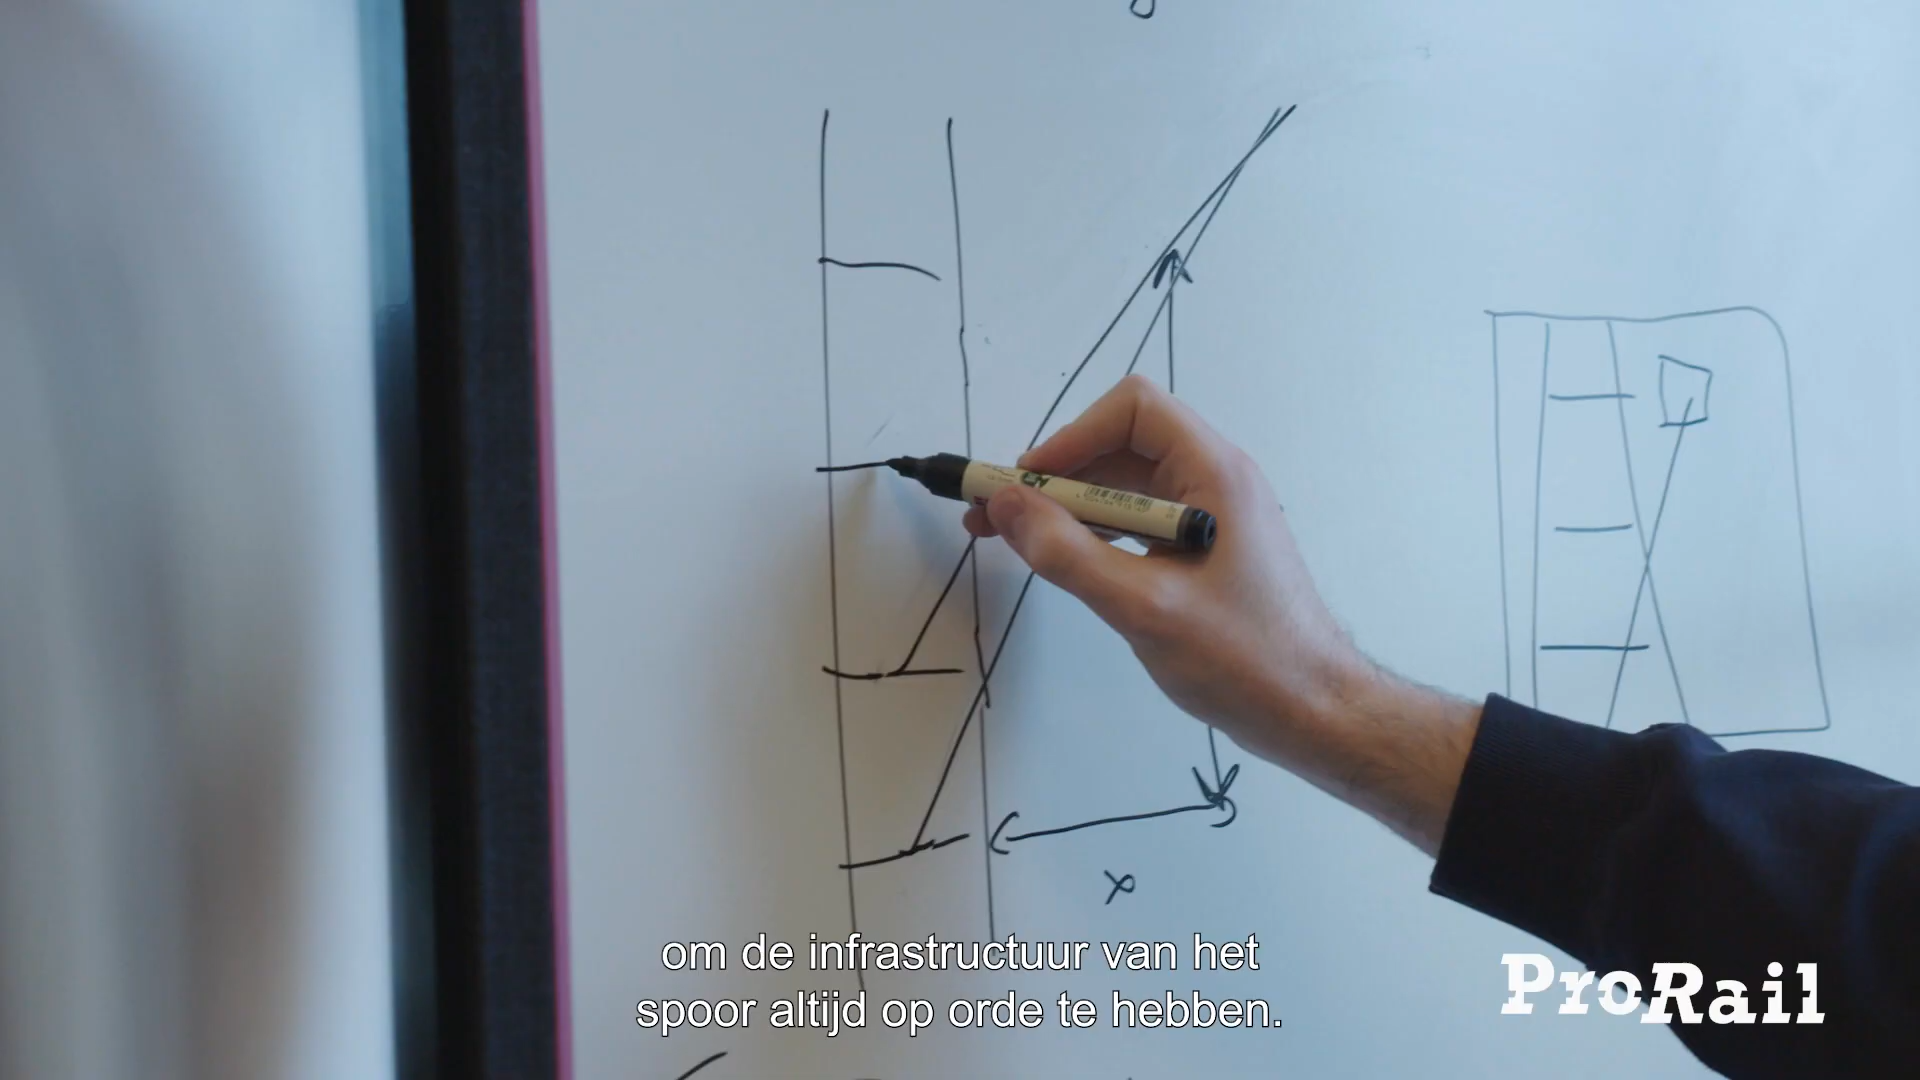 x
om de infrastructuur van het
spoor altijd op orde te hebben.
ProRail